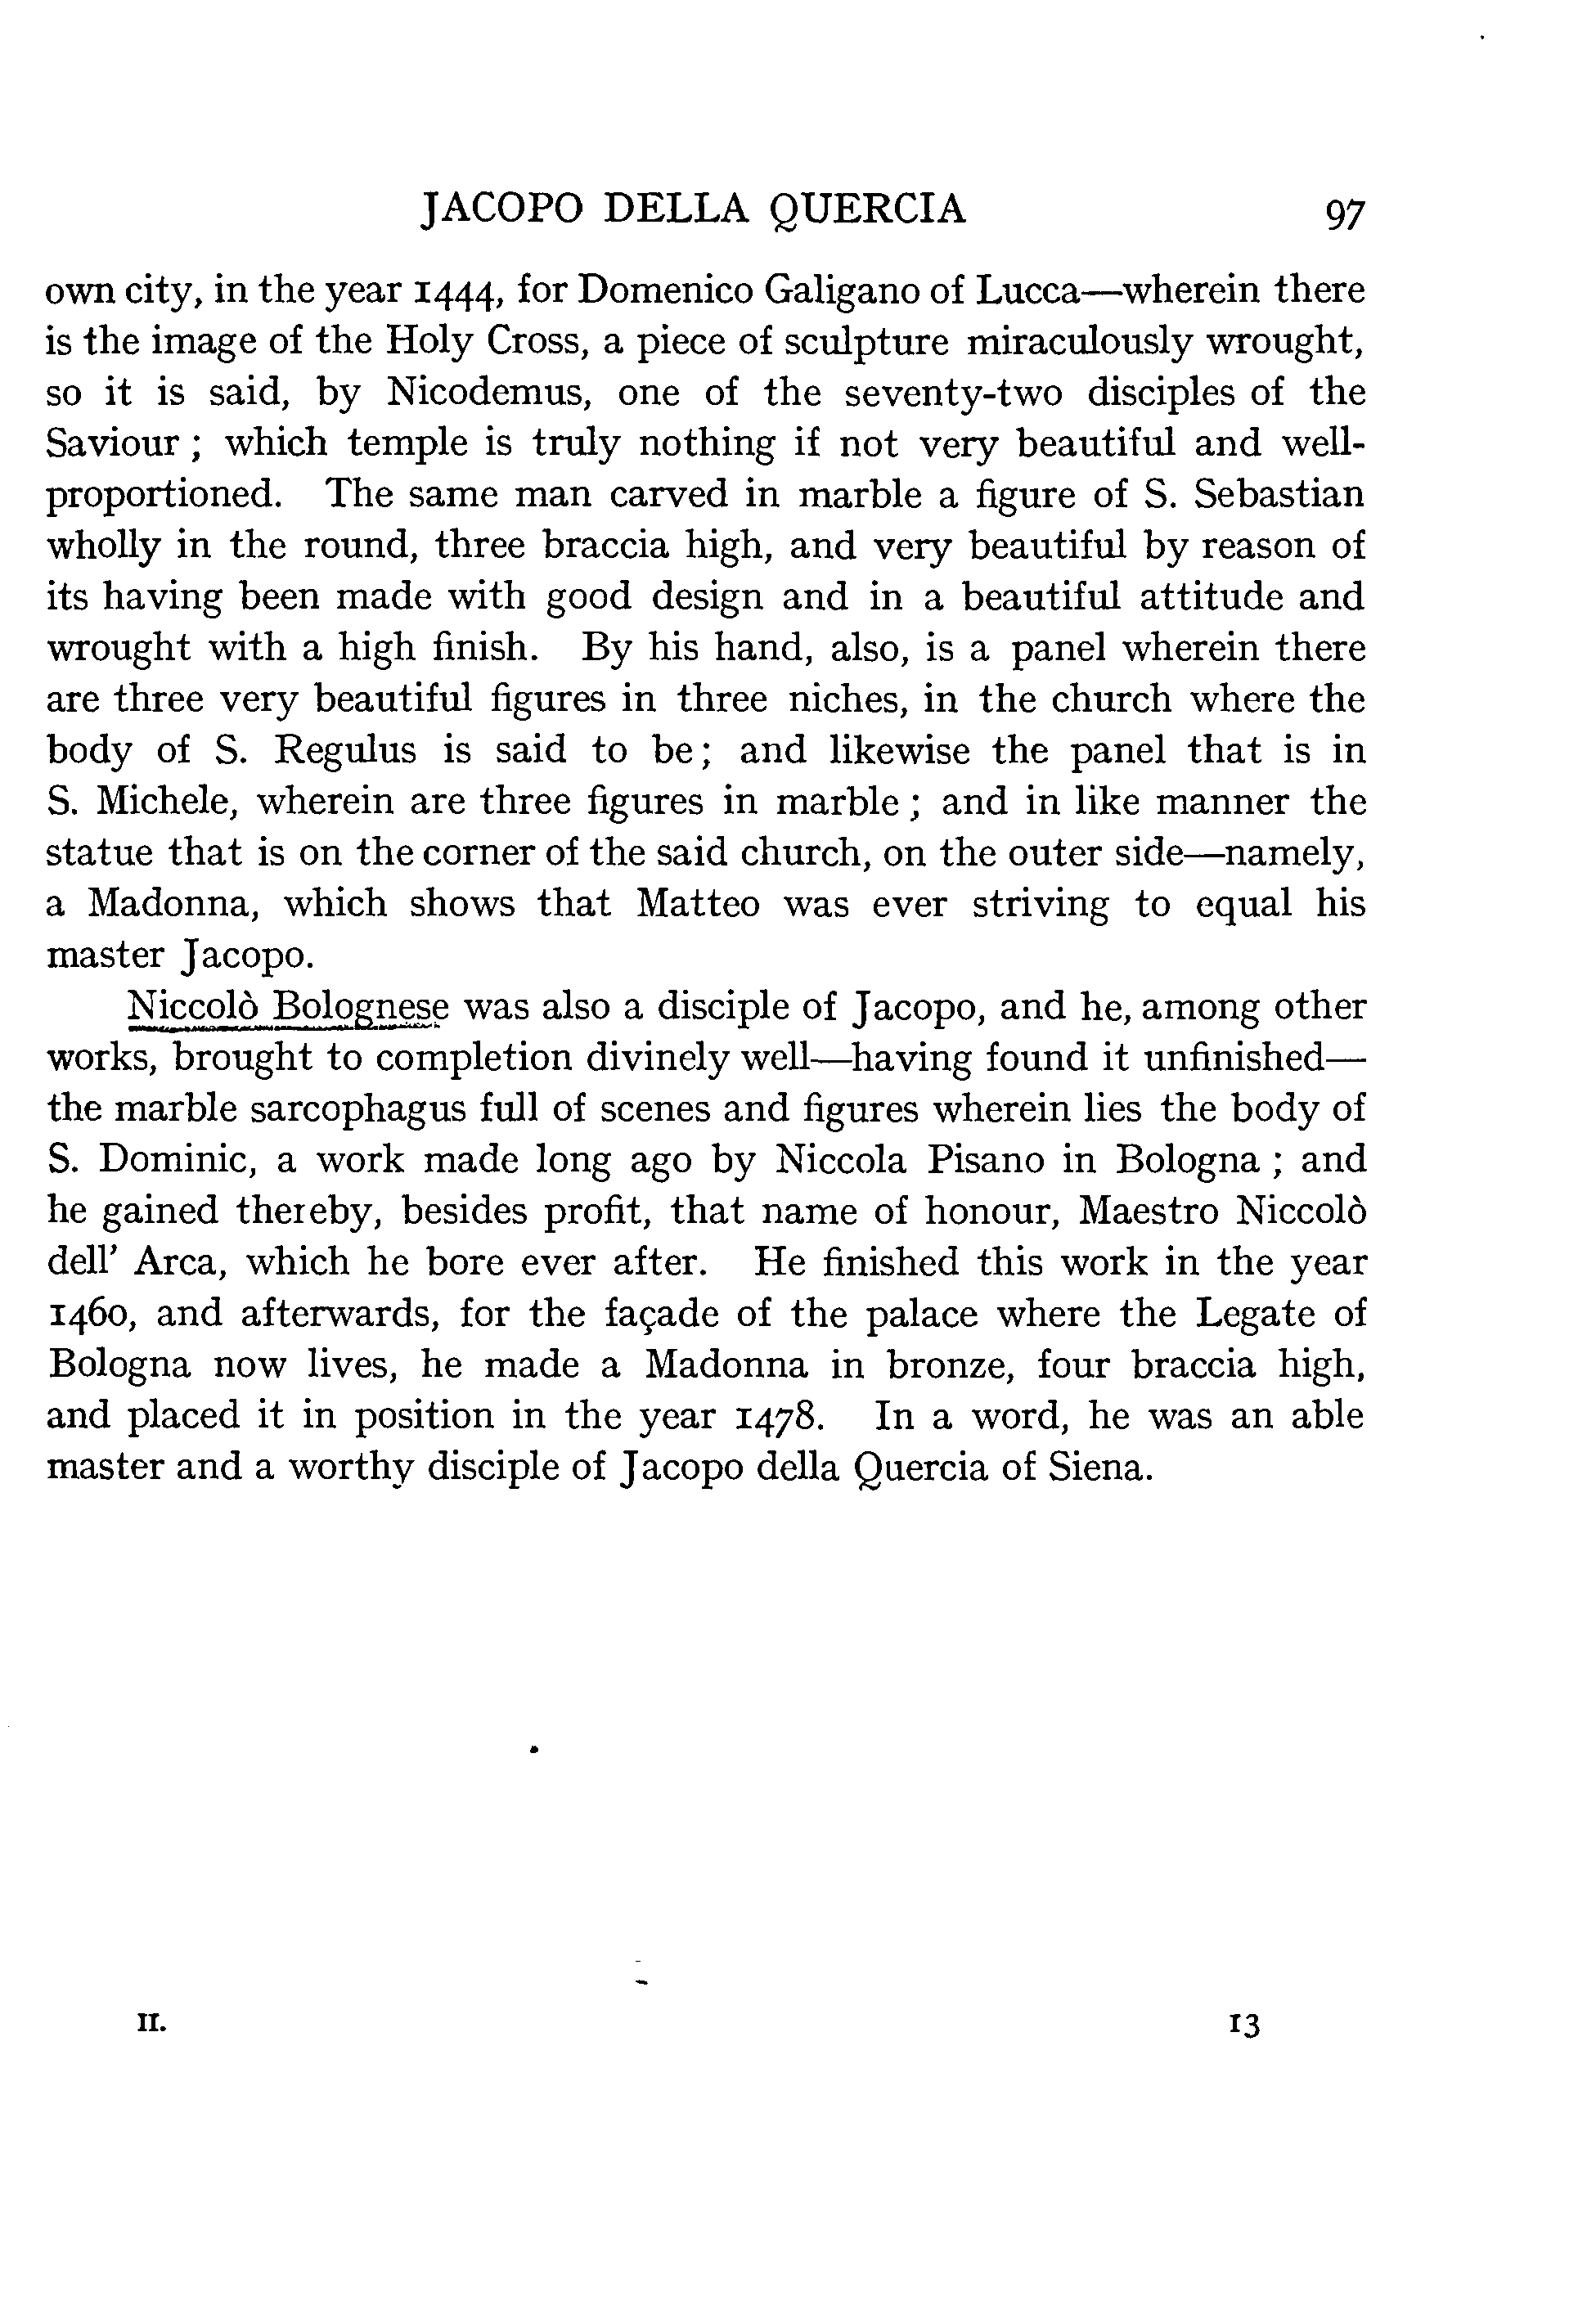 JACOPO DELLA QUERCIA 97
own city, in the year 1444, for Domenico Galigano of Lucca—wherein there
is the image of the Holy Cross, a piece of sculpture miraculously wrought,
so it is said, by Nicodemus, one of the seventy-two disciples of the
Saviour; which temple is truly nothing if not very beautiful and well-
proportioned. The same man carved in marble a figure of S. Sebastian
wholly in the round, three braccia high, and very beautiful by reason of
its having been made with good design and in a beautiful attitude and
wrought with a high finish. By his hand, also, is a panel wherein there
are three very beautiful figures in three niches, in the church where the
body of S. Regulus is said to be; and likewise the panel that is in
S. Michele, wherein are three figures in marble; and in like manner the
statue that is on the corner of the said church, on the outer side—namely,
a Madonna, which shows that Matteo was ever striving to equal his
master Jacopo.
Niccolò Bolognese was also a disciple of Jacopo, and he, among other
works, brought to completion divinely well—having found it unfinished—
the marble sarcophagus full of scenes and figures wherein lies the body of
S. Dominic, a work made long ago by Niccola Pisano in Bologna; and
he gained thereby, besides profit, that name of honour, Maestro Niccolò
dell' Arca, which he bore ever after. He finished this work in the year
1460, and afterwards, for the façade of the palace where the Legate of
Bologna now lives, he made a Madonna in bronze, four braccia high,
and placed it in position in the year 1478. In a word, he was an able
master and a worthy disciple of Jacopo della Quercia of Siena.
II. 13